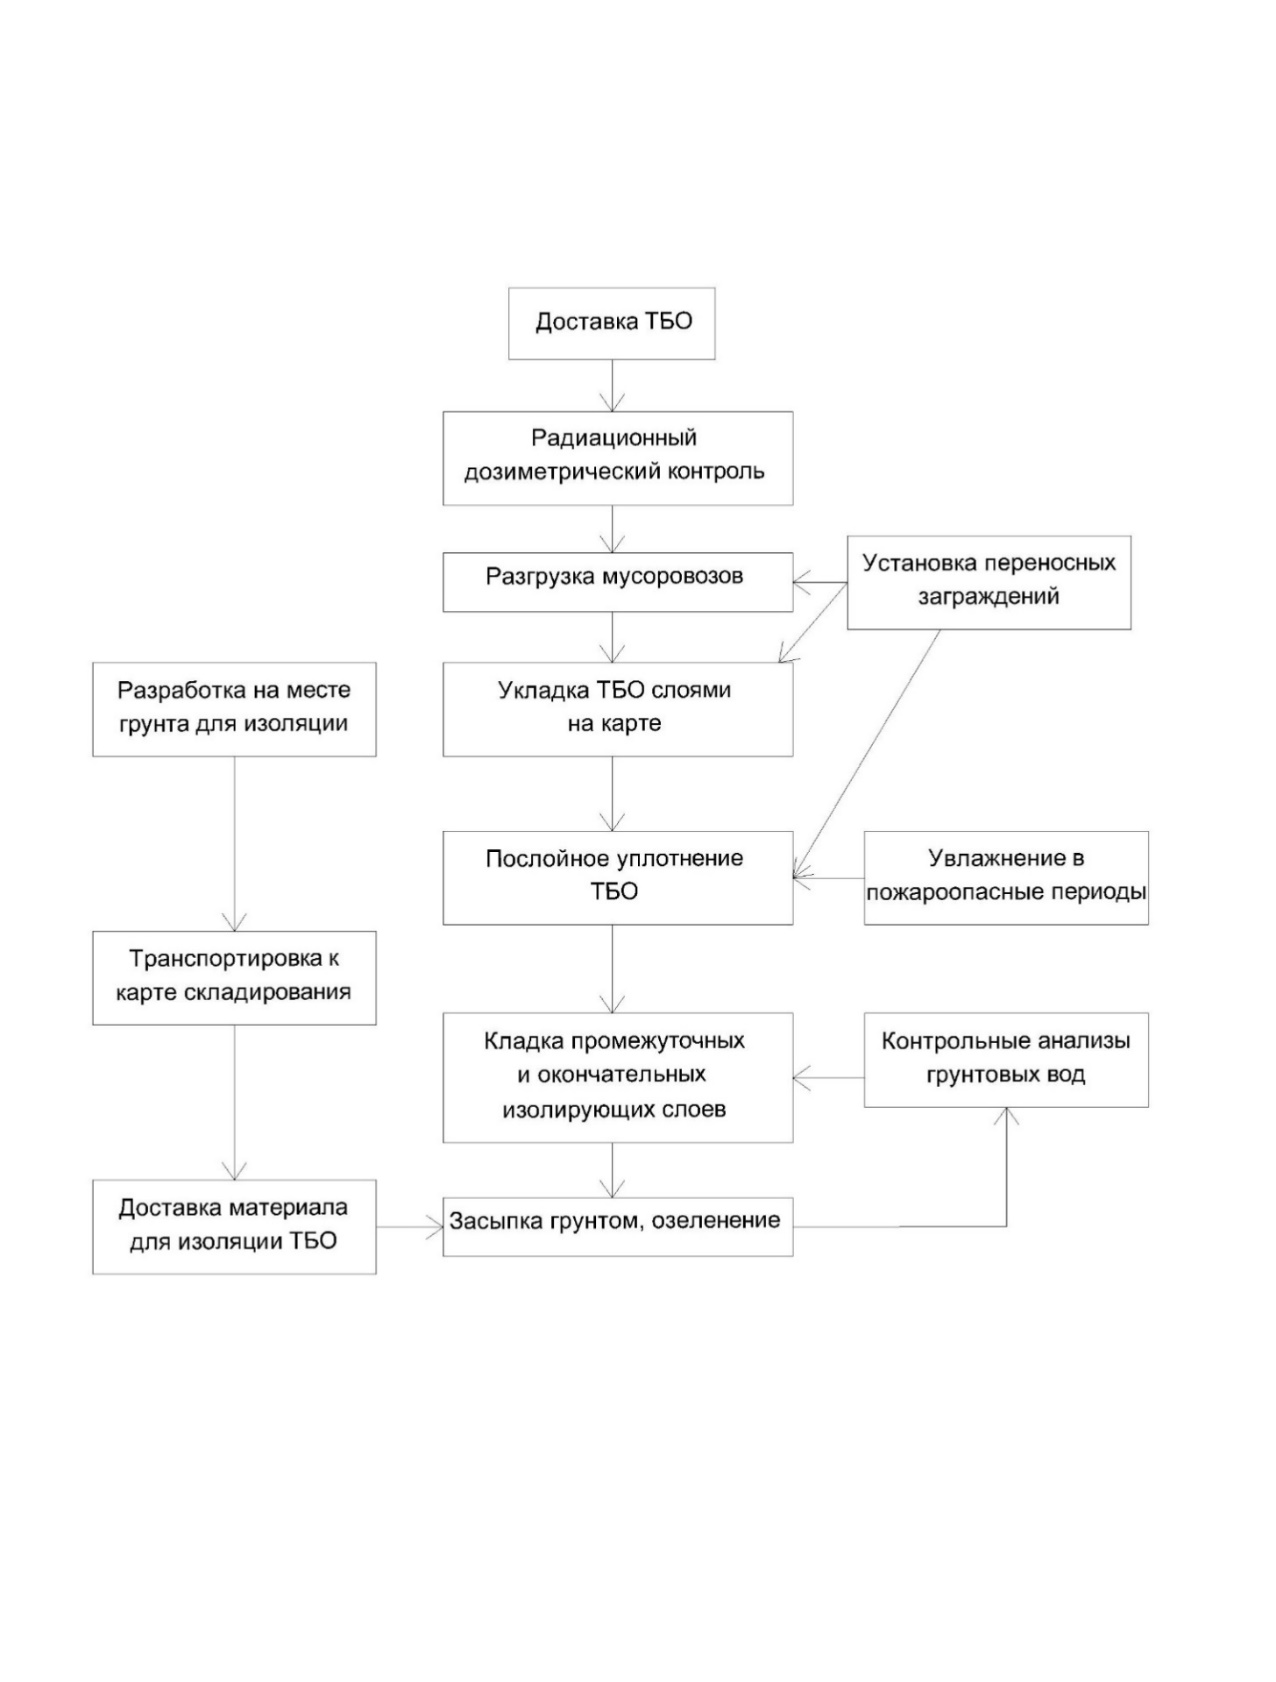 Доставка ТБО
Радиационный
дозиметрический контроль
Разгрузка мусоровозов
Установка переносных
заграждений
Разработка на месте
грунта для изоляции
Укладка ТБО слоями
на карте
Послойное уплотнение
ТБО
Увлажнение в
пожароопасные периоды
Транспортировка к
карте складирования
Кладка промежуточных
и окончательных
изолирующих слоев
Контрольные анализы
грунтовых вод
Доставка материала
для изоляции ТБО
Засыпка грунтом, озеленение